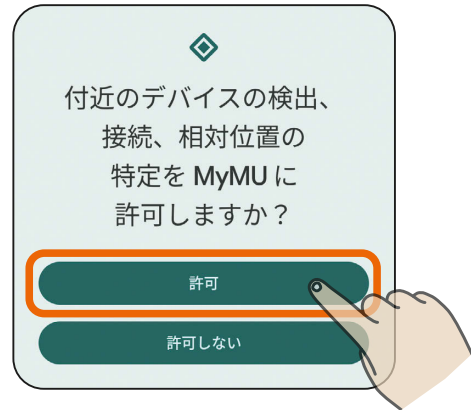 付近のデバイスの検出、
接続、相対位置の
特定を MyMU に
許可しますか？
許可
許可しない